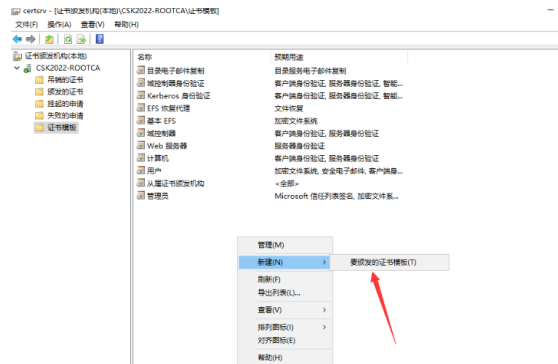 certsrv - [证书颁发机构(本地)\CSK2022-ROOTCA\证书模板]
文件(F) 操作(A) 查看(V) 帮助(H)
证书颁发机构(本地)
CSK2022-ROOTCA
吊销的证书
颁发的证书
挂起的申请
失败的申请
证书模板
名称 预期用途
目录电子邮件复制 目录服务电子邮件复制
域控制器身份验证 客户端身份验证, 服务器身份验证, 智能...
Kerberos 身份验证 客户端身份验证, 服务器身份验证, 智能...
EFS 恢复代理 文件恢复
基本 EFS 加密文件系统
域控制器 客户端身份验证, 服务器身份验证
Web 服务器 服务器身份验证
计算机 客户端身份验证, 服务器身份验证
用户 加密文件系统, 安全电子邮件, 客户端身...
从属证书颁发机构 <全部>
管理员 Microsoft 信任列表签名, 加密文件系...
管理(M)
新建(N) 要颁发的证书模板(T)
刷新(F)
导出列表(L)...
查看(V)
排列图标(I)
对齐图标(E)
帮助(H)